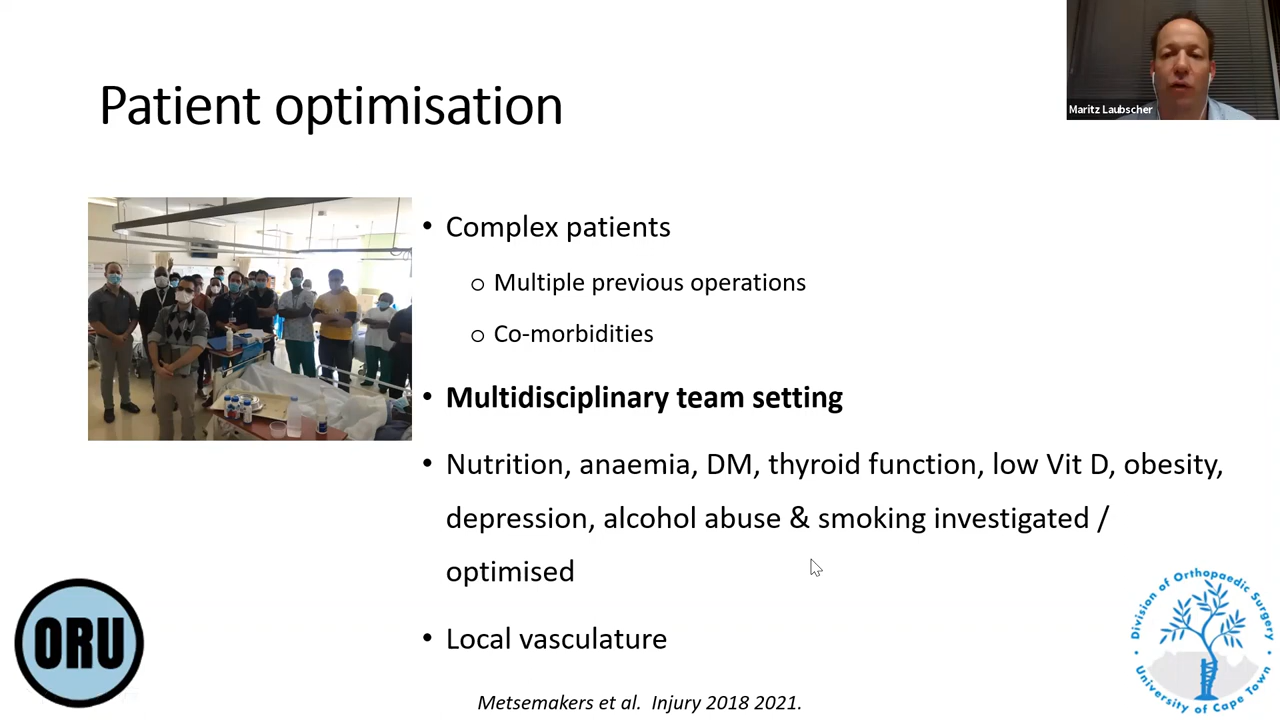 Maritz Laubscher
Patient optimisation
• Complex patients
o Multiple previous operations
o Co-morbidities
• Multidisciplinary team setting
• Nutrition, anaemia, DM, thyroid function, low Vit D, obesity,
depression, alcohol abuse & smoking investigated /
optimised
• Local vasculature
Metsemakers et al. Injury 2018 2021.
ORU
Division of Orthopaedic Surgery
• University of Cape Town •